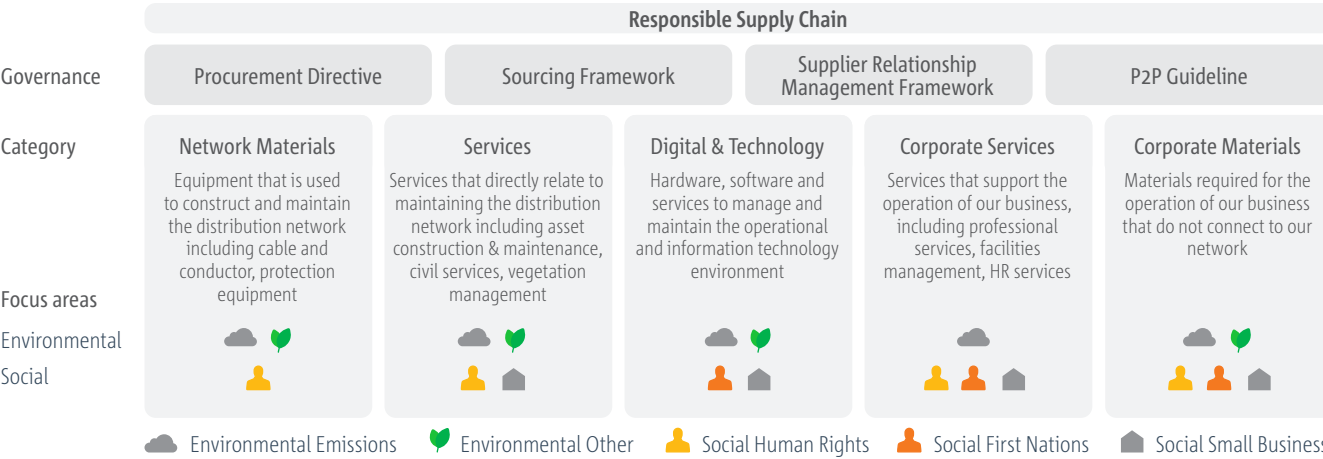 Responsible Supply Chain
Governance
Procurement Directive
Sourcing Framework
Supplier Relationship
Management Framework
P2P Guideline
Category
Network Materials
Equipment that is used
to construct and maintain
the distribution network
including cable and
conductor, protection
equipment
Services
Services that directly relate to
maintaining the distribution
network including asset
construction & maintenance,
civil services, vegetation
management
Digital & Technology
Hardware, software and
services to manage and
maintain the operational
and information technology
environment
Corporate Services
Services that support the
operation of our business,
including professional
services, facilities
management, HR services
Corporate Materials
Materials required for the
operation of our business
that do not connect to our
network
Focus areas
Environmental
Social
Environmental Emissions
Environmental Other
Social Human Rights
Social First Nations
Social Small Business